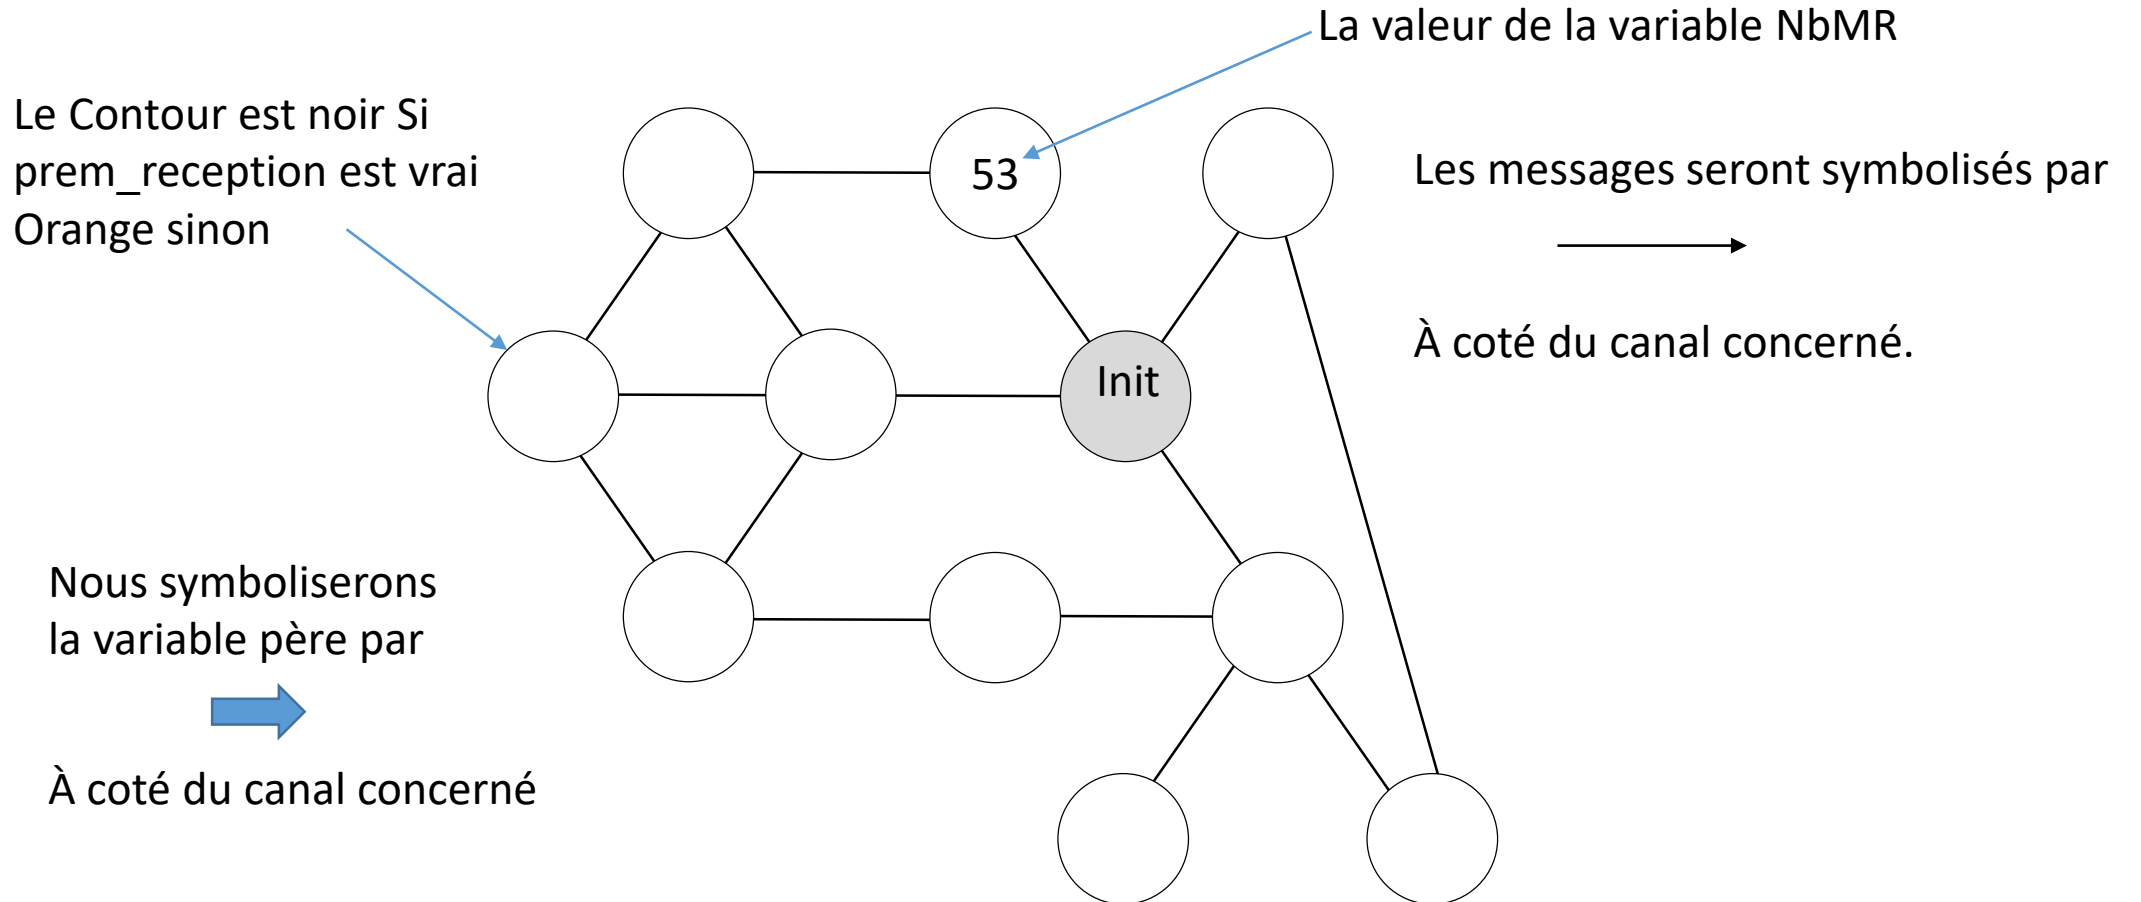 La valeur de la variable NbMR
Le Contour est noir Si
prem_reception est vrai
Orange sinon
53
Les messages seront symbolisés par
À coté du canal concerné.
Init
Nous symboliserons
la variable père par
À coté du canal concerné